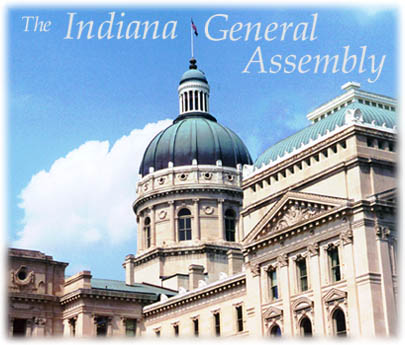 The Indiana General
Assembly